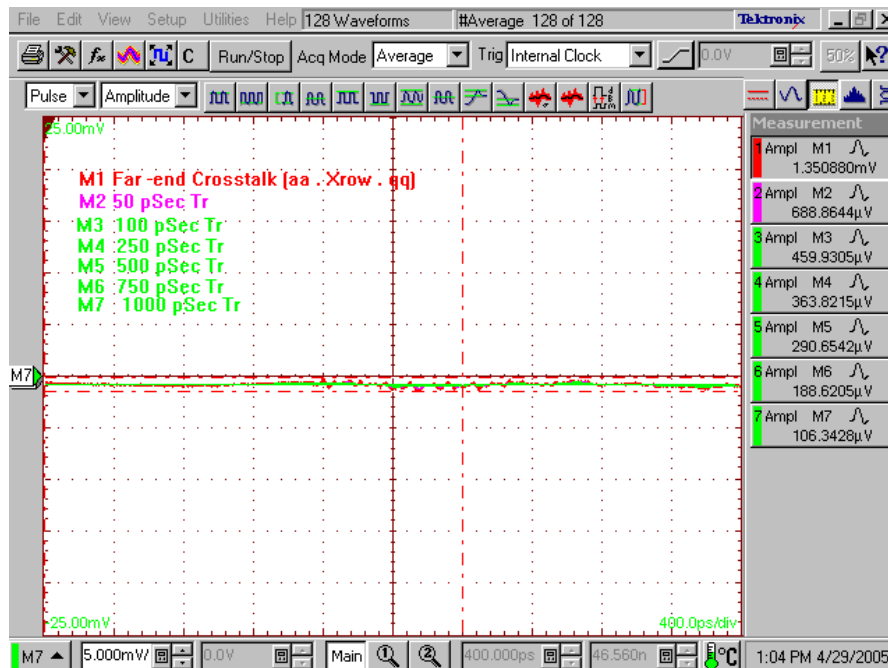 File Edit View Setup Utilities Help 128 Waveforms #Average 128 of 128 Tektronix
C Run/Stop Acq Mode Average Trig Internal Clock 0.0V 50%
Pulse Amplitude
25.00mV
M1 Far -end Crosstalk (aa . Xrow . qq)
M2 50 pSec Tr
M3 100 pSec Tr
M4 :250 pSec Tr
M5 :500 pSec Tr
M6 :750 pSec Tr
M7 : 1000 pSec Tr
M7
-25.00mV
400.0ps/div
Measurement
1 Ampl M1
1.350880mV
2 Ampl M2
688.8644µV
3 Ampl M3
459.9305µV
4 Ampl M4
363.8215µV
5 Ampl M5
290.6542µV
6 Ampl M6
188.6205µV
7 Ampl M7
106.3428µV
M7 5.000mV/ 0.0V Main 1 2 400.000ps 46.560n °C 1:04 PM 4/29/2005